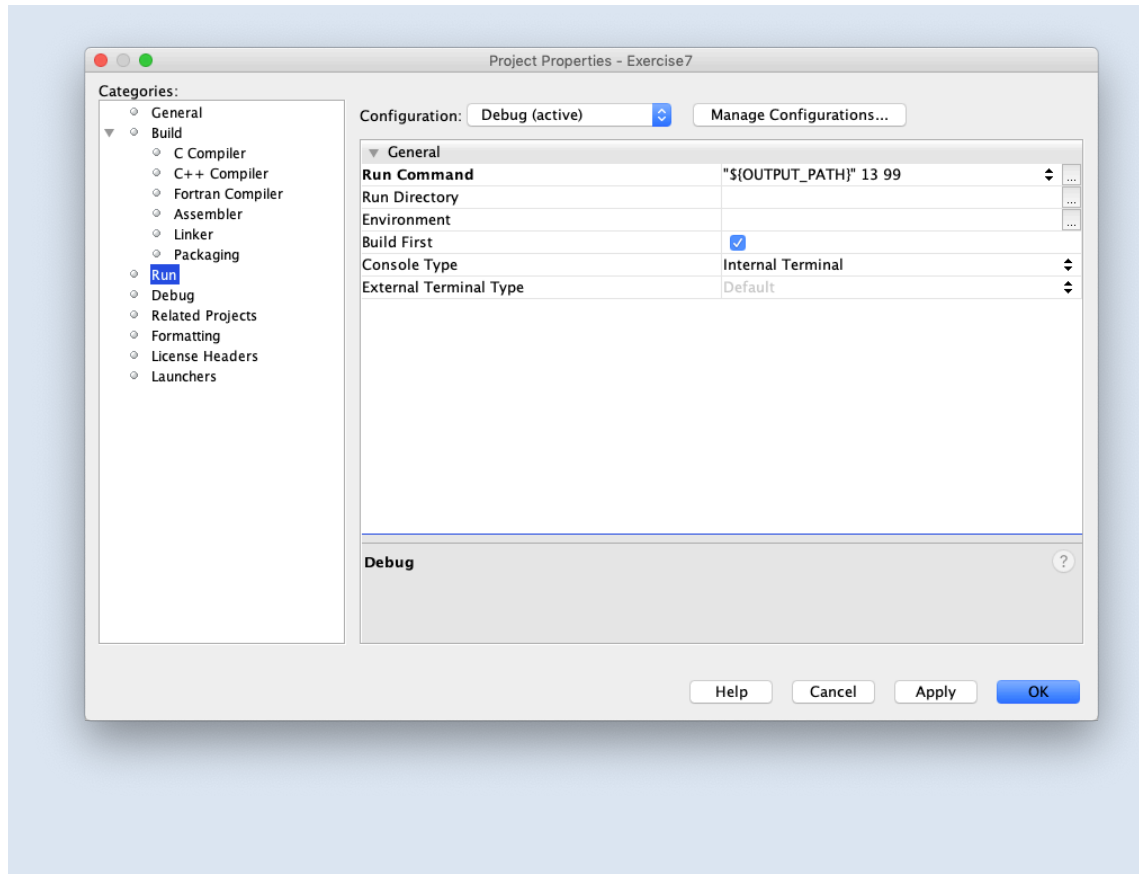 Project Properties - Exercise7
Categories:
General
Build
C Compiler
C++ Compiler
Fortran Compiler
Assembler
Linker
Packaging
Run
Debug
Related Projects
Formatting
License Headers
Launchers
Configuration: Debug (active) Manage Configurations...
General
Run Command "${OUTPUT_PATH}" 13 99 ...
Run Directory ...
Environment ...
Build First
Console Type Internal Terminal
External Terminal Type Default
Debug ?
Help Cancel Apply OK